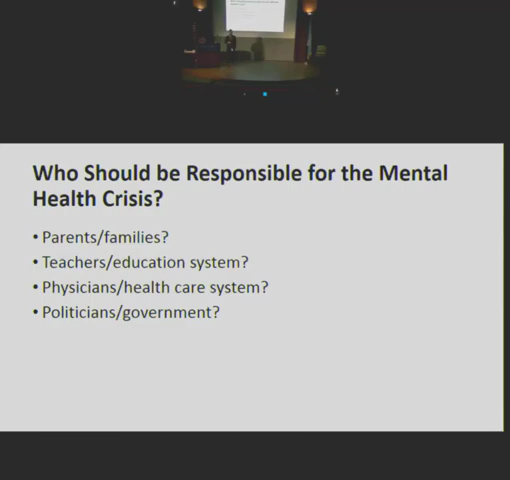 Who Should be Responsible for the Mental
Health Crisis?
• Parents/families?
• Teachers/education system?
• Physicians/health care system?
• Politicians/government?